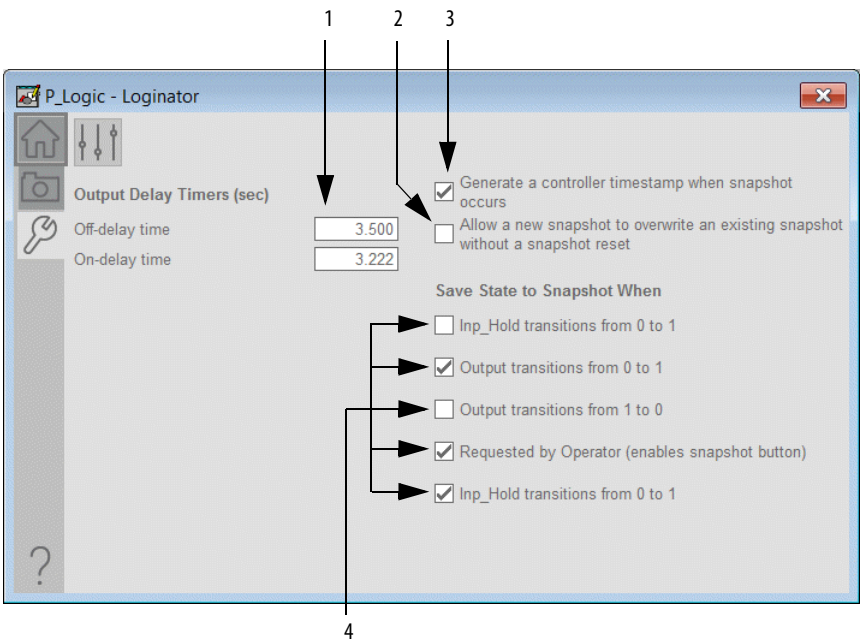 1
2
3
P_Logic - Loginator
Output Delay Timers (sec)
Off-delay time
3.500
On-delay time
3.222
Generate a controller timestamp when snapshot
occurs
Allow a new snapshot to overwrite an existing snapshot
without a snapshot reset
Save State to Snapshot When
Inp_Hold transitions from 0 to 1
Output transitions from 0 to 1
Output transitions from 1 to 0
Requested by Operator (enables snapshot button)
Inp_Hold transitions from 0 to 1
?
4